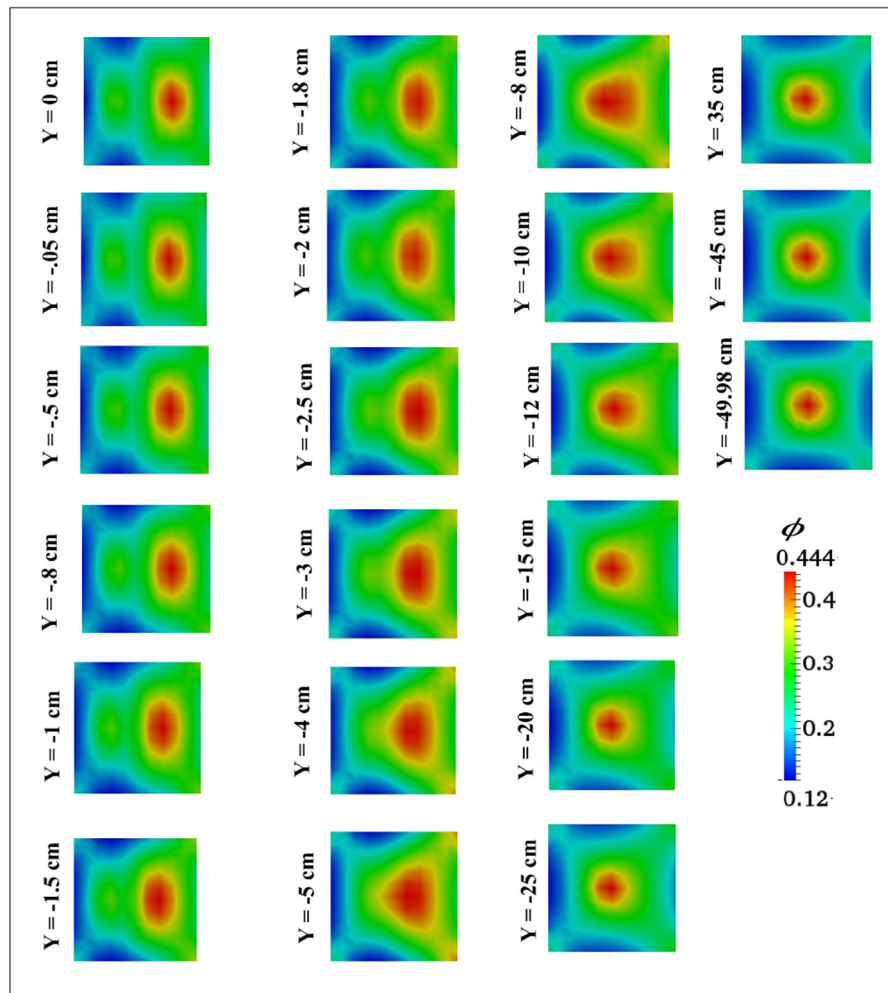 Y = 0 cm
Y = -.05 cm
Y = -.5 cm
Y = -.8 cm
Y = -1 cm
Y = -1.5 cm
Y = -1.8 cm
Y = -2 cm
Y = -2.5 cm
Y = -3 cm
Y = -4 cm
Y = -5 cm
Y = -8 cm
Y = -10 cm
Y = -12 cm
Y = -15 cm
Y = -20 cm
Y = -25 cm
Y = 35 cm
Y = -45 cm
Y = -49.98 cm
ϕ
0.444
0.4
0.3
0.2
0.12